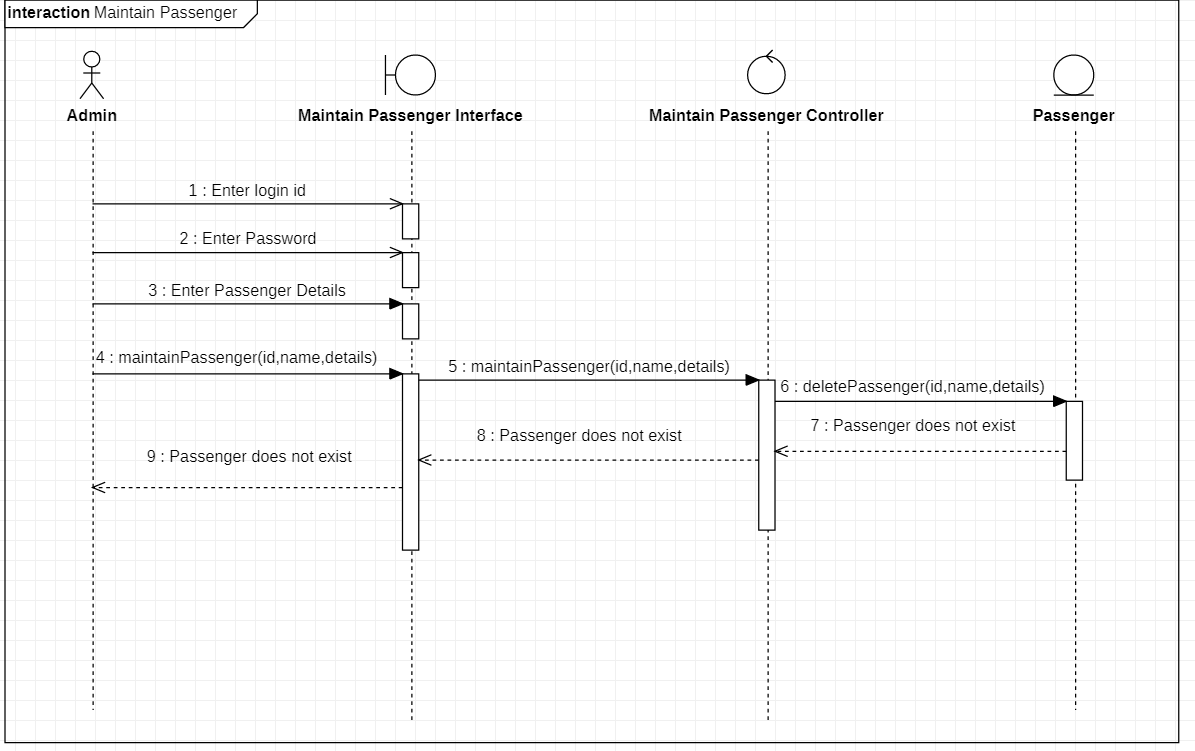 interaction Maintain Passenger
Admin
Maintain Passenger Interface
Maintain Passenger Controller
Passenger
1 : Enter login id
2 : Enter Password
3 : Enter Passenger Details
4 : maintainPassenger(id,name,details)
5 : maintainPassenger(id,name,details)
6 : deletePassenger(id,name,details)
7 : Passenger does not exist
8 : Passenger does not exist
9 : Passenger does not exist